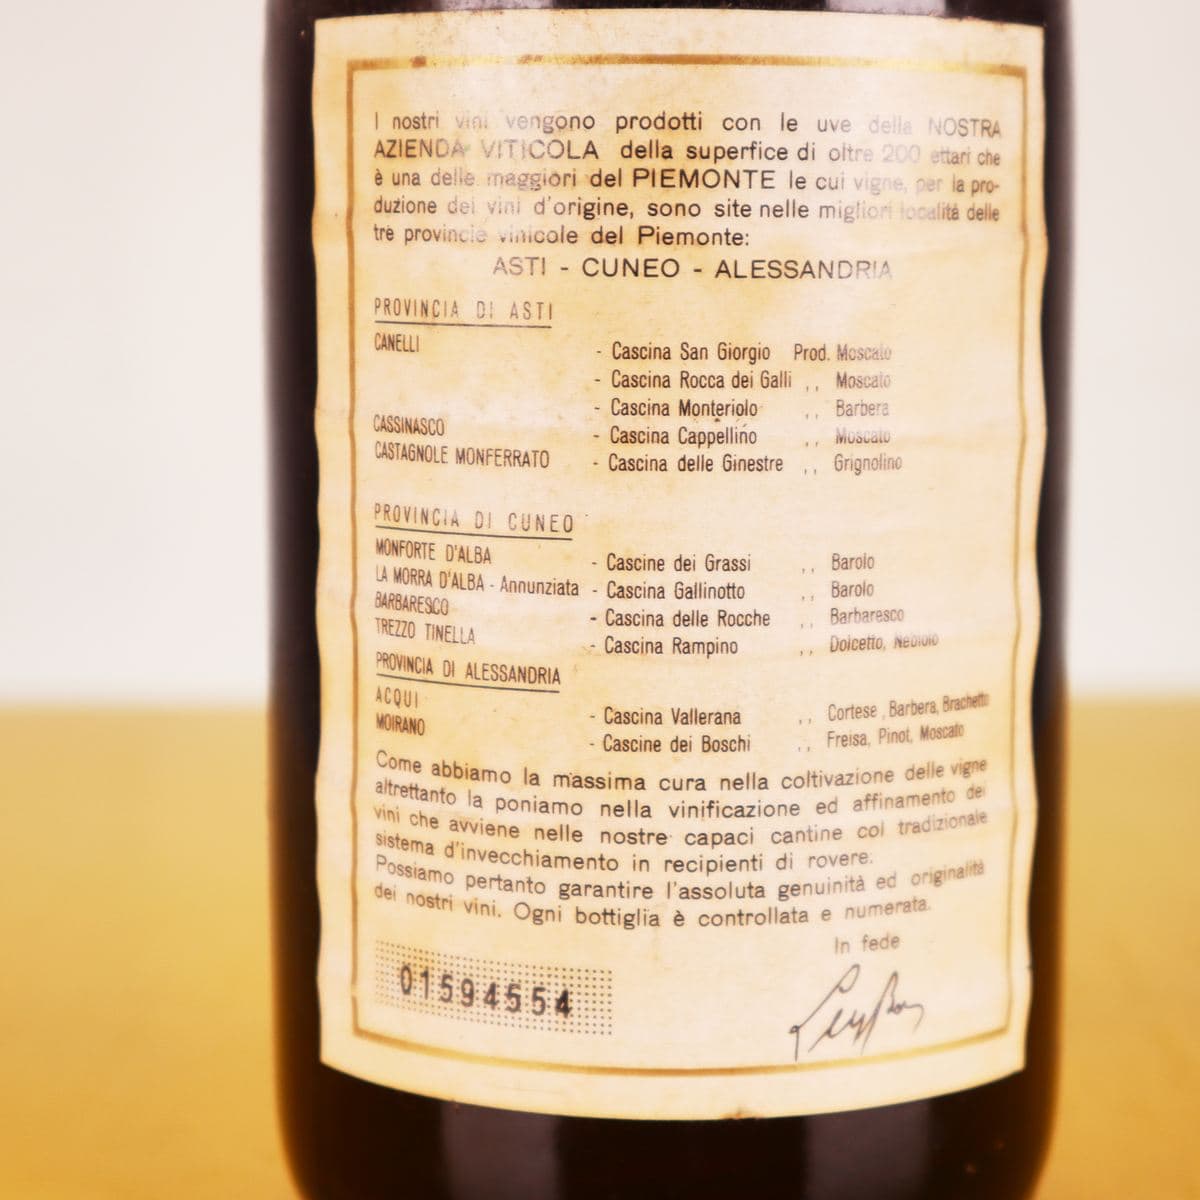 I nostri vini vengono prodotti con le uve della NOSTRA
AZIENDA VITICOLA della superfice di oltre 200 ettari che
è una delle maggiori del PIEMONTE le cui vigne, per la pro-
duzione dei vini d'origine, sono site nelle migliori località delle
tre provincie vinicole del Piemonte:
ASTI - CUNEO - ALESSANDRIA
PROVINCIA DI ASTI
CANELLI - Cascina San Giorgio Prod. Moscato
- Cascina Rocca dei Galli ,, Moscato
- Cascina Monteriolo ,, Barbera
CASSINASCO - Cascina Cappellino ,, Moscato
CASTAGNOLE MONFERRATO - Cascina delle Ginestre ,, Grignolino
PROVINCIA DI CUNEO
MONFORTE D'ALBA - Cascine dei Grassi ,, Barolo
LA MORRA D'ALBA - Annunziata - Cascina Gallinotto ,, Barolo
BARBARESCO - Cascina delle Rocche ,, Barbaresco
TREZZO TINELLA - Cascina Rampino ,, Dolcetto, Nebiolo
PROVINCIA DI ALESSANDRIA
ACQUI - Cascina Vallerana ,, Cortese, Barbera, Brachetto
MOIRANO - Cascine dei Boschi ,, Freisa, Pinot, Moscato
Come abbiamo la massima cura nella coltivazione delle vigne
altrettanto la poniamo nella vinificazione ed affinamento dei
vini che avviene nelle nostre capaci cantine col tradizionale
sistema d'invecchiamento in recipienti di rovere.
Possiamo pertanto garantire l'assoluta genuinità ed originalità
dei nostri vini. Ogni bottiglia è controllata e numerata.
In fede
01594554